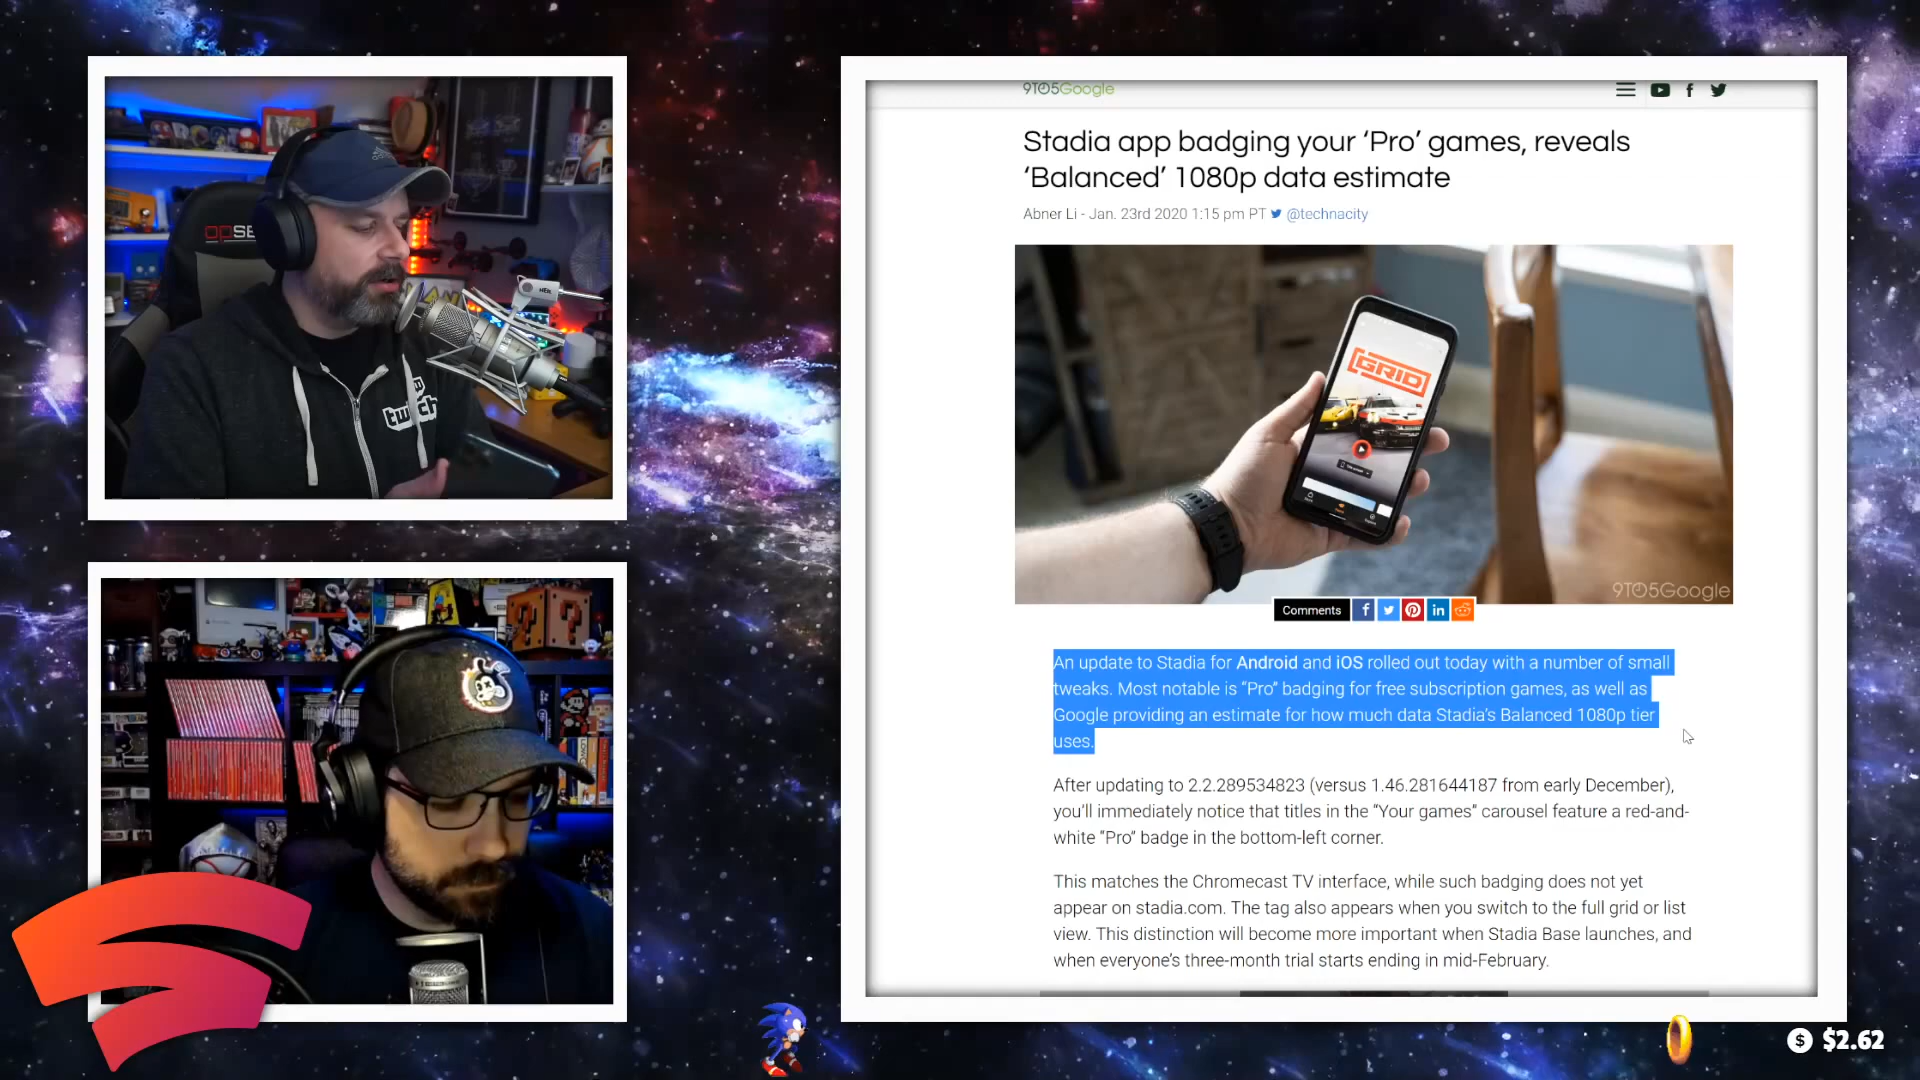 9TO5Google
Stadia app badging your ‘Pro’ games, reveals
‘Balanced’ 1080p data estimate
Abner Li - Jan. 23rd 2020 1:15 pm PT @technacity
GRID
9TO5Google
Comments
An update to Stadia for Android and iOS rolled out today with a number of small
tweaks. Most notable is “Pro” badging for free subscription games, as well as
Google providing an estimate for how much data Stadia’s Balanced 1080p tier
uses.
After updating to 2.2.289534823 (versus 1.46.281644187 from early December),
you’ll immediately notice that titles in the “Your games” carousel feature a red-and-
white “Pro” badge in the bottom-left corner.
This matches the Chromecast TV interface, while such badging does not yet
appear on stadia.com. The tag also appears when you switch to the full grid or list
view. This distinction will become more important when Stadia Base launches, and
when everyone’s three-month trial starts ending in mid-February.
twitch
$2.62